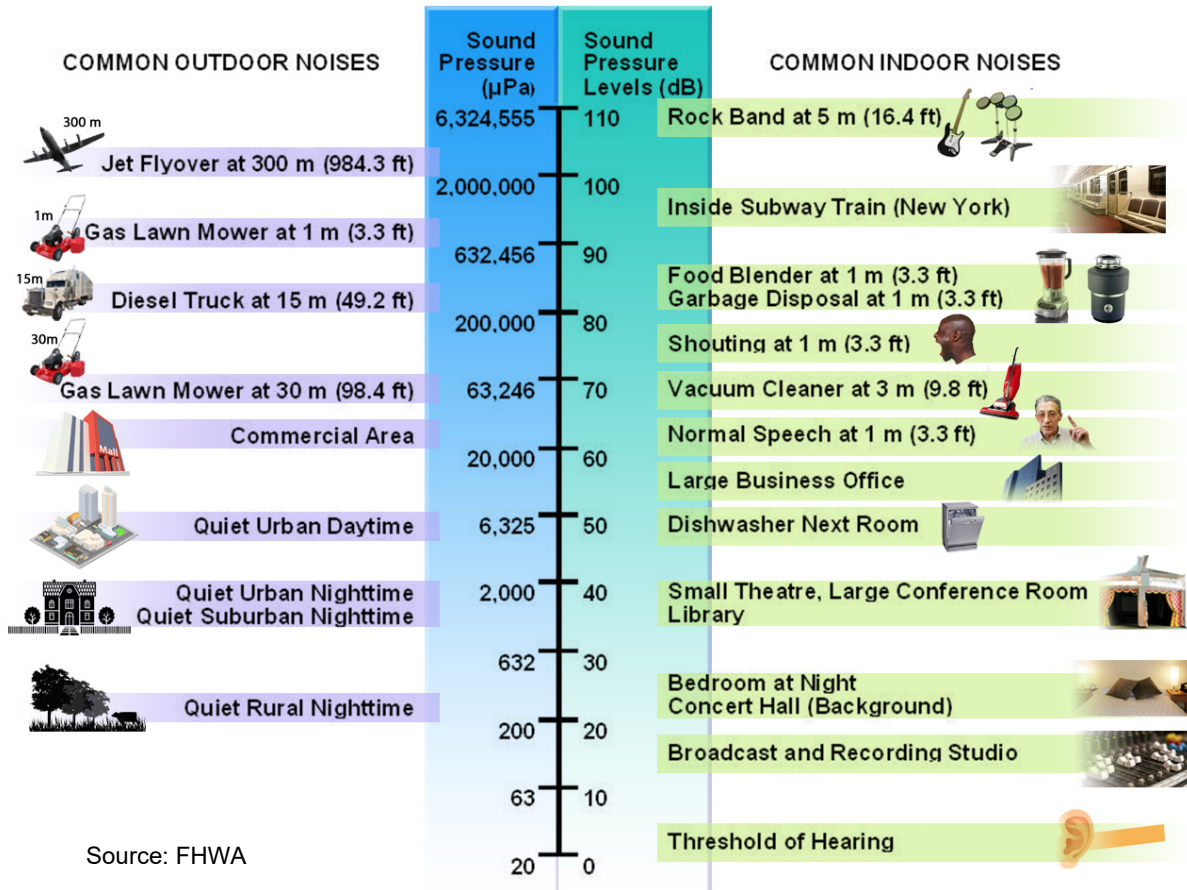 COMMON OUTDOOR NOISES
300 m
Jet Flyover at 300 m (984.3 ft)
1m
Gas Lawn Mower at 1 m (3.3 ft)
15m
Diesel Truck at 15 m (49.2 ft)
30m
Gas Lawn Mower at 30 m (98.4 ft)
Mall
Commercial Area
Quiet Urban Daytime
Quiet Urban Nighttime
Quiet Suburban Nighttime
Quiet Rural Nighttime
Source: FHWA
Sound
Pressure
(µPa)
6,324,555
2,000,000
632,456
200,000
63,246
20,000
6,325
2,000
632
200
63
20
Sound
Pressure
Levels (dB)
110
100
90
80
70
60
50
40
30
20
10
0
COMMON INDOOR NOISES
Rock Band at 5 m (16.4 ft)
Inside Subway Train (New York)
Food Blender at 1 m (3.3 ft)
Garbage Disposal at 1 m (3.3 ft)
Shouting at 1 m (3.3 ft)
Vacuum Cleaner at 3 m (9.8 ft)
Normal Speech at 1 m (3.3 ft)
Large Business Office
Dishwasher Next Room
Small Theatre, Large Conference Room
Library
Bedroom at Night
Concert Hall (Background)
Broadcast and Recording Studio
Threshold of Hearing